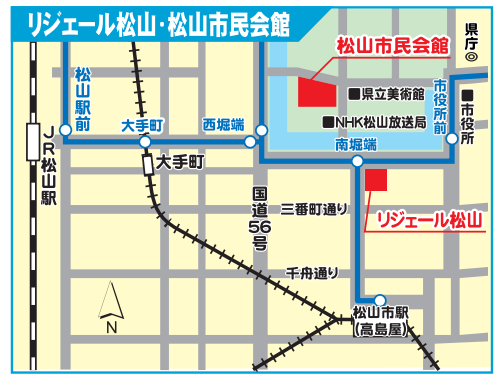 リジェール松山・松山市民会館
県庁
松山市民会館
松山駅前
大手町
西堀端
■県立美術館
市役所前
■市役所
■NHK松山放送局
南堀端
JR松山駅
大手町
国道56号
三番町通り
リジェール松山
千舟通り
松山市駅
(高島屋)
N